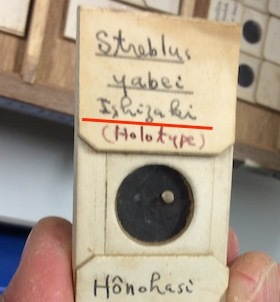 Streblus
yabei
Ishizaki
(Holotype)
Hônohasi